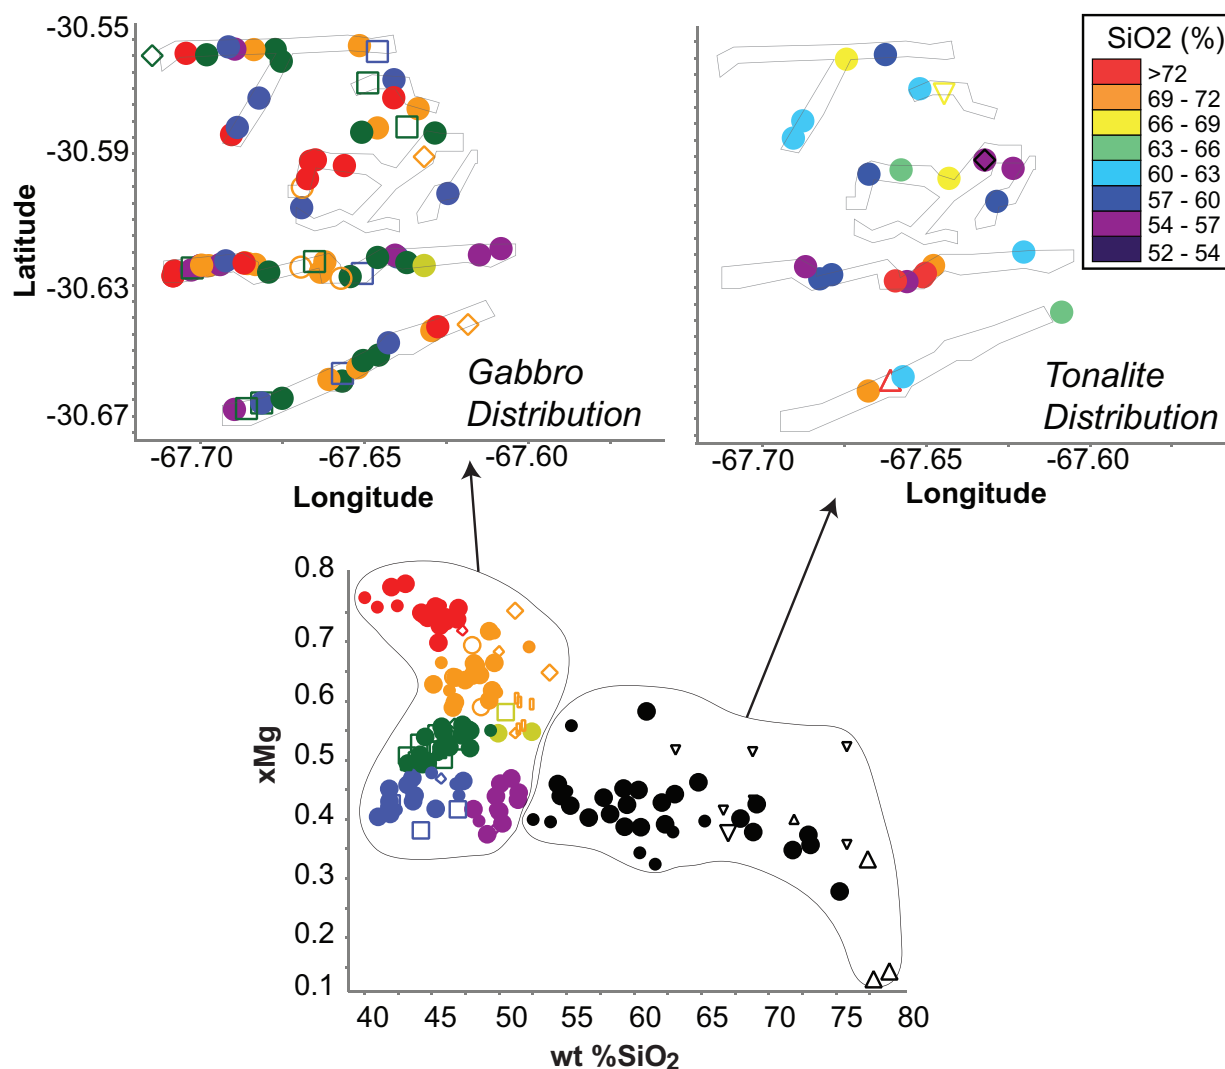 -30.55
-30.59
-30.63
-30.67
Latitude
-67.70
-67.65
-67.60
Longitude
Gabbro
Distribution
-67.70
-67.65
-67.60
Longitude
Tonalite
Distribution
SiO2 (%)
>72
69 - 72
66 - 69
63 - 66
60 - 63
57 - 60
54 - 57
52 - 54
0.8
0.7
0.6
0.5
0.4
0.3
0.2
0.1
xMg
40 45 50 55 60 65 70 75 80
wt %SiO₂